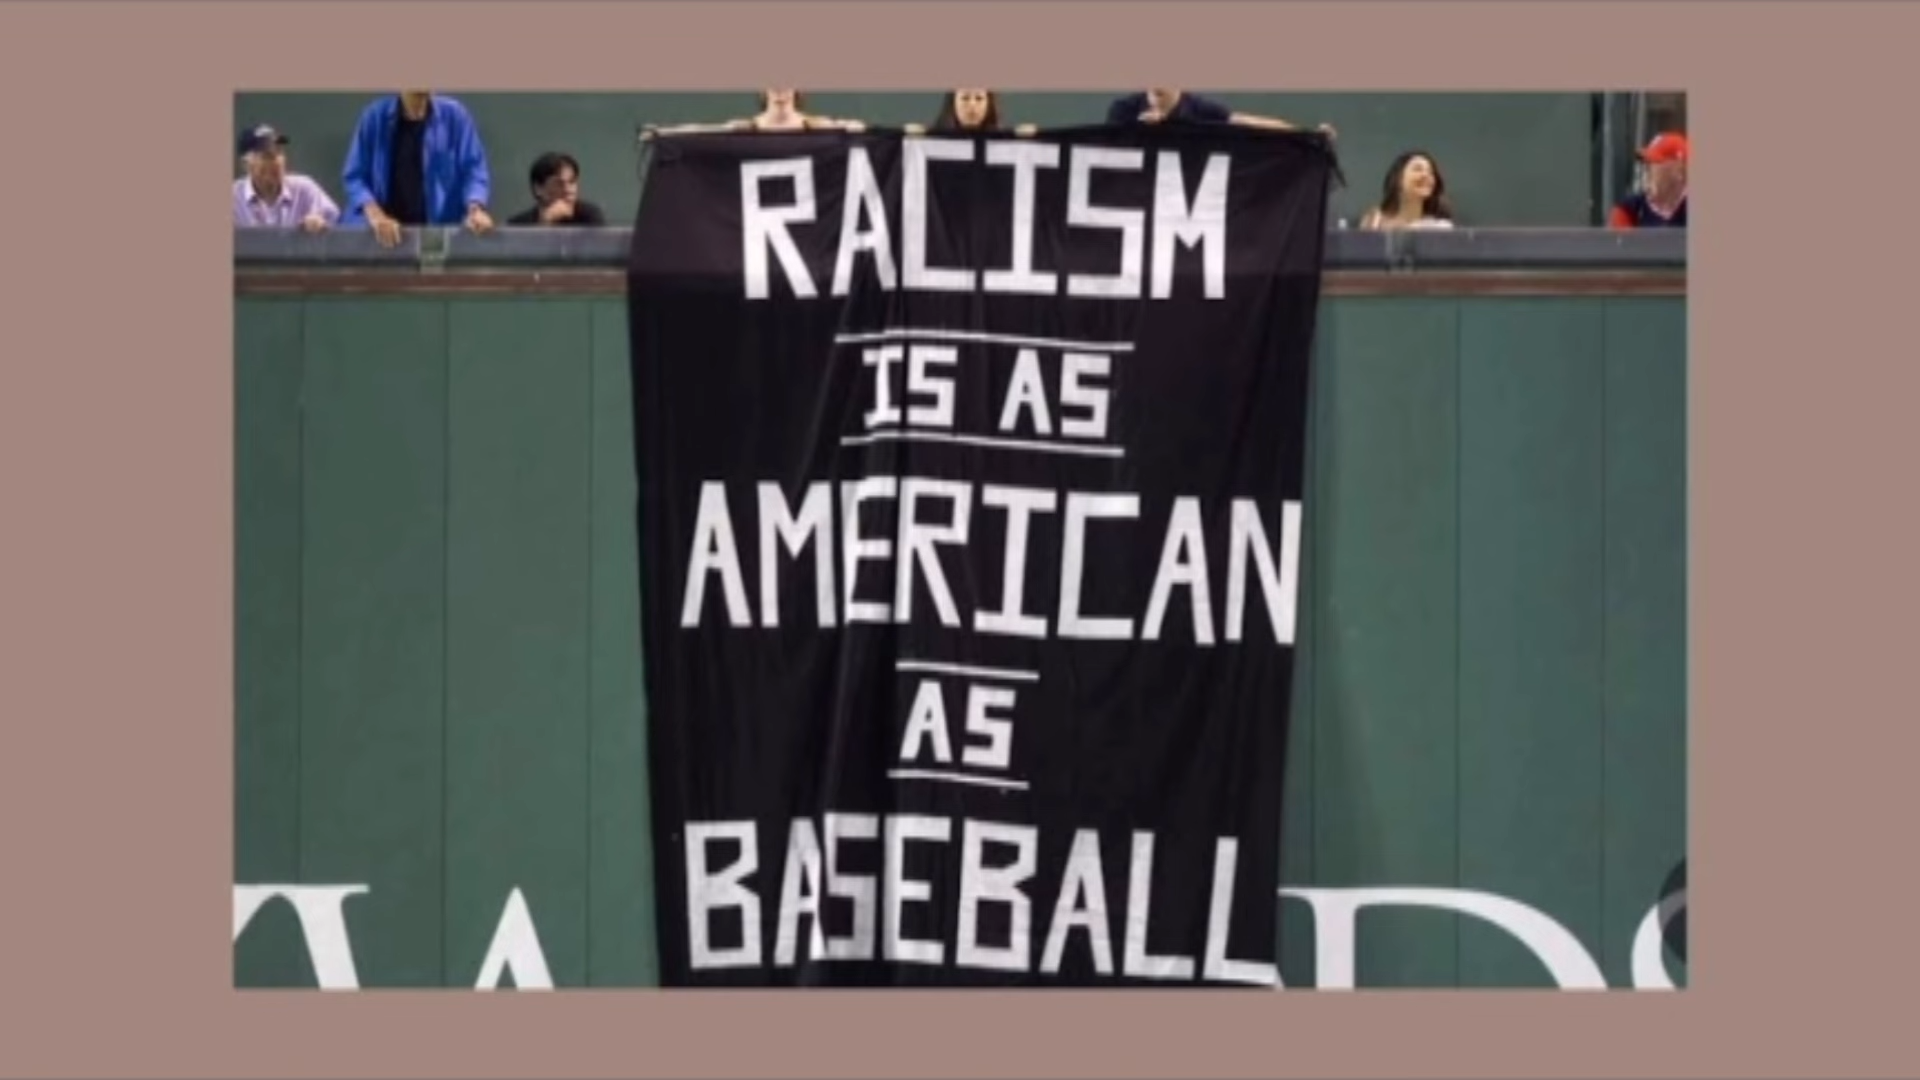 RACISM
IS AS
AMERICAN
AS
BASEBALL